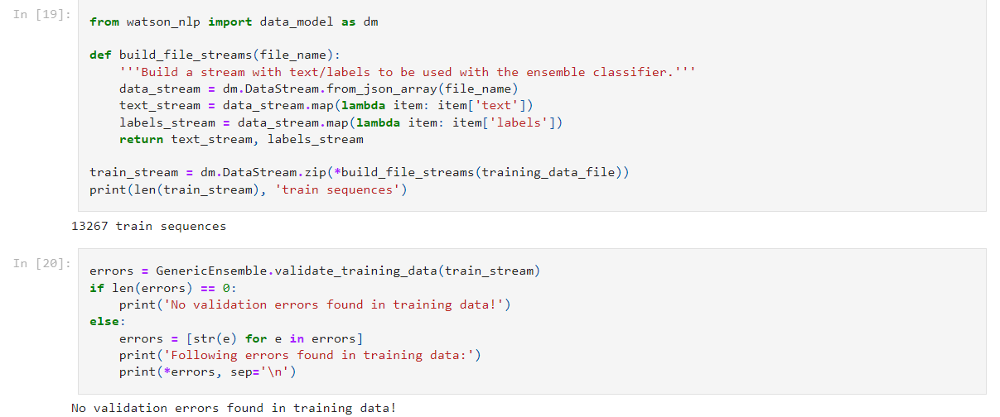 In [19]:
from watson_nlp import data_model as dm
def build_file_streams(file_name):
'''Build a stream with text/labels to be used with the ensemble classifier.'''
data_stream = dm.DataStream.from_json_array(file_name)
text_stream = data_stream.map(lambda item: item['text'])
labels_stream = data_stream.map(lambda item: item['labels'])
return text_stream, labels_stream
train_stream = dm.DataStream.zip(*build_file_streams(training_data_file))
print(len(train_stream), 'train sequences')
13267 train sequences
In [20]:
errors = GenericEnsemble.validate_training_data(train_stream)
if len(errors) == 0:
print('No validation errors found in training data!')
else:
errors = [str(e) for e in errors]
print('Following errors found in training data:')
print(*errors, sep='\n')
No validation errors found in training data!